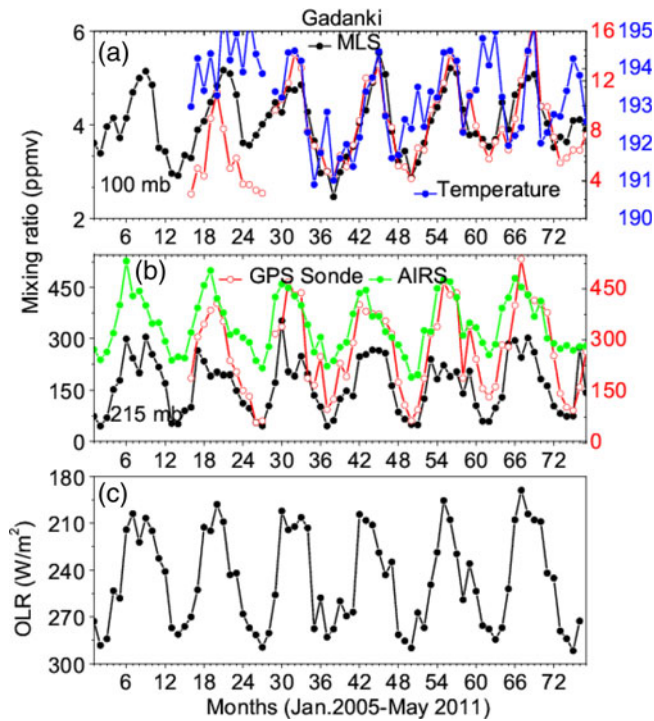 Gadanki
(a)
MLS
6
4
2
16
12
8
4
195
194
193
192
191
190
100 mb
Temperature
6 12 18 24 30 36 42 48 54 60 66 72
Mixing ratio (ppmv)
(b)
GPS Sonde
AIRS
450
300
150
0
450
300
150
0
215 mb
6 12 18 24 30 36 42 48 54 60 66 72
(c)
180
210
240
270
300
OLR (W/m²)
6 12 18 24 30 36 42 48 54 60 66 72
Months (Jan.2005-May 2011)